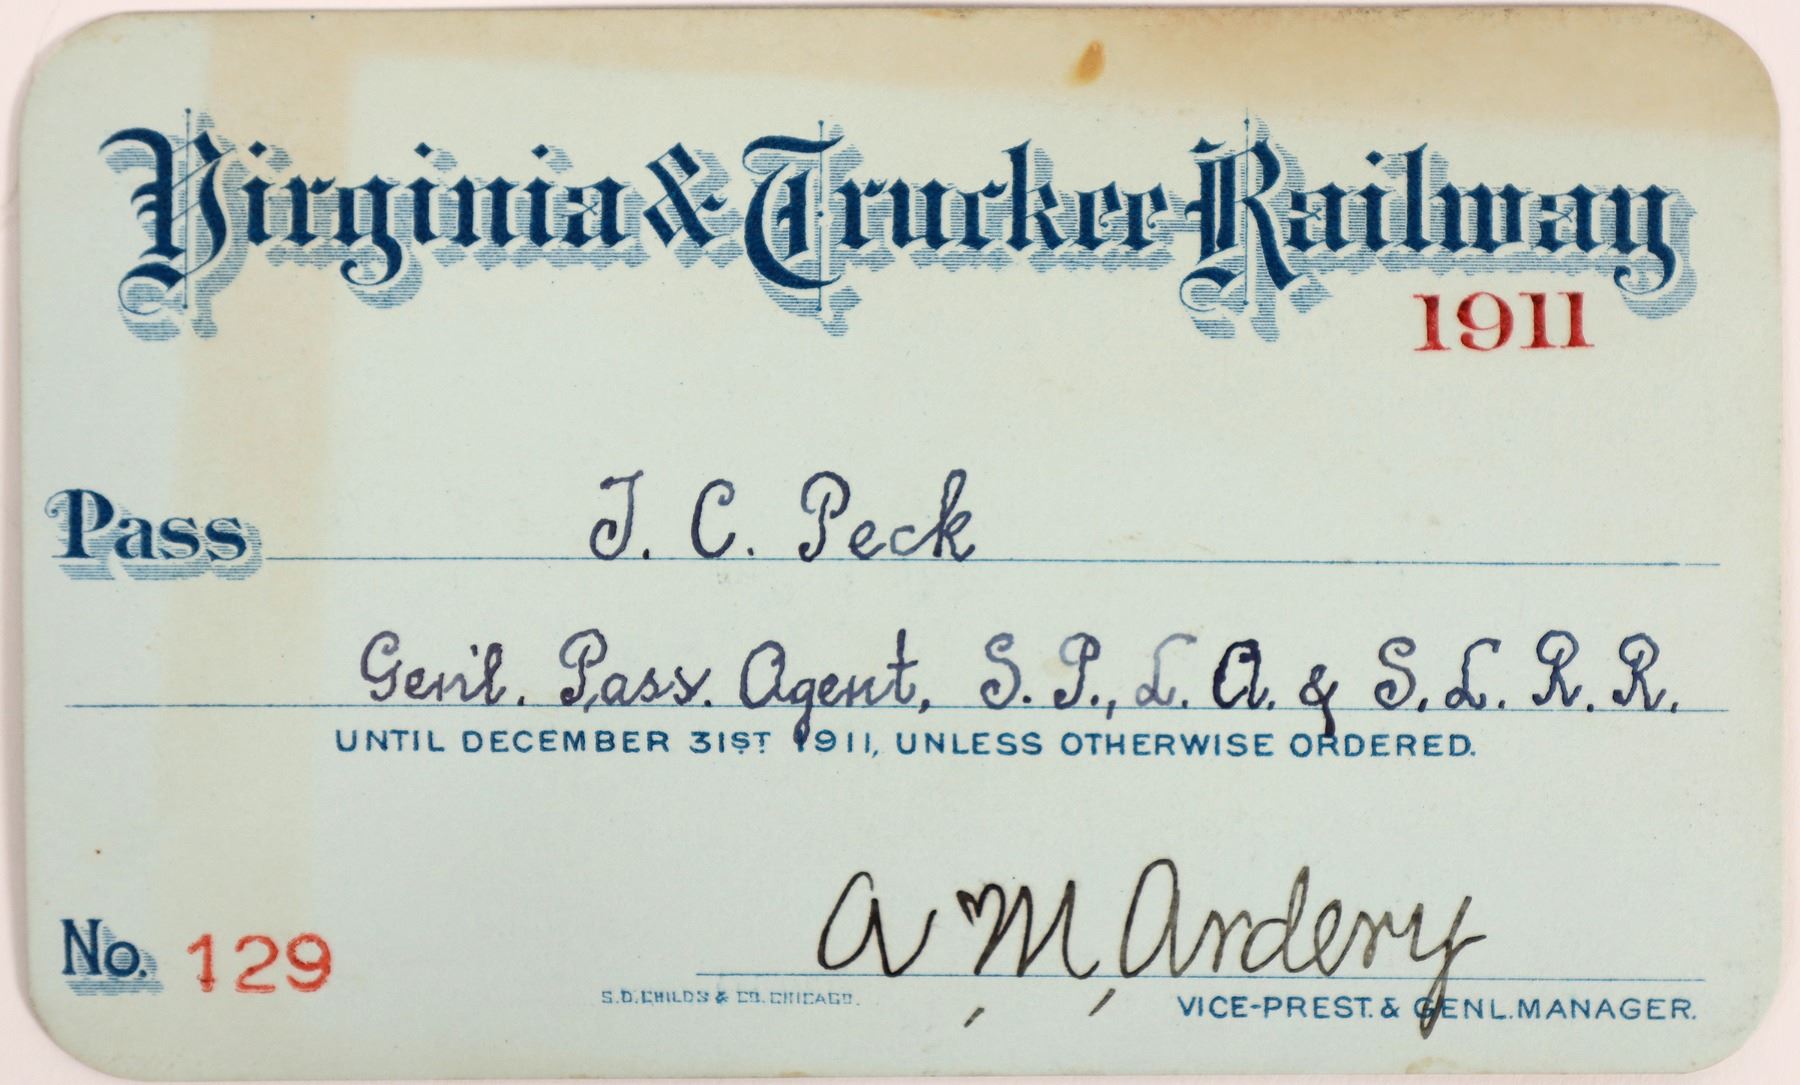 Virginia & Truckee Railway
1911
Pass T. C. Peck
Gen'l. Pass. Agent, S. P., L. A. & S. L. R. R.
UNTIL DECEMBER 31ST 1911, UNLESS OTHERWISE ORDERED.
A M Ardery
No. 129
S.D. CHILDS & CO. CHICAGO.
VICE-PREST. & GENL. MANAGER.